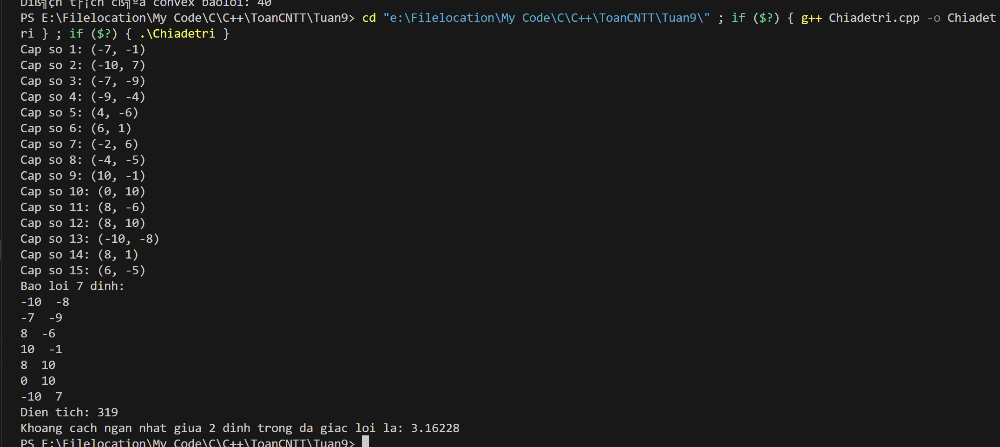 Diß╗çn t├¡ch cß╗ºa convex baoloi: 40
PS E:\Filelocation\My Code\C\C++\ToanCNTT\Tuan9> cd "e:\Filelocation\My Code\C\C++\ToanCNTT\Tuan9\" ; if ($?) { g++ Chiadetri.cpp -o Chiadet
ri } ; if ($?) { .\Chiadetri }
Cap so 1: (-7, -1)
Cap so 2: (-10, 7)
Cap so 3: (-7, -9)
Cap so 4: (-9, -4)
Cap so 5: (4, -6)
Cap so 6: (6, 1)
Cap so 7: (-2, 6)
Cap so 8: (-4, -5)
Cap so 9: (10, -1)
Cap so 10: (0, 10)
Cap so 11: (8, -6)
Cap so 12: (8, 10)
Cap so 13: (-10, -8)
Cap so 14: (8, 1)
Cap so 15: (6, -5)
Bao loi 7 dinh:
-10  -8
-7  -9
8  -6
10  -1
8  10
0  10
-10  7
Dien tich: 319
Khoang cach ngan nhat giua 2 dinh trong da giac loi la: 3.16228
PS E:\Filelocation\My Code\C\C++\ToanCNTT\Tuan9>